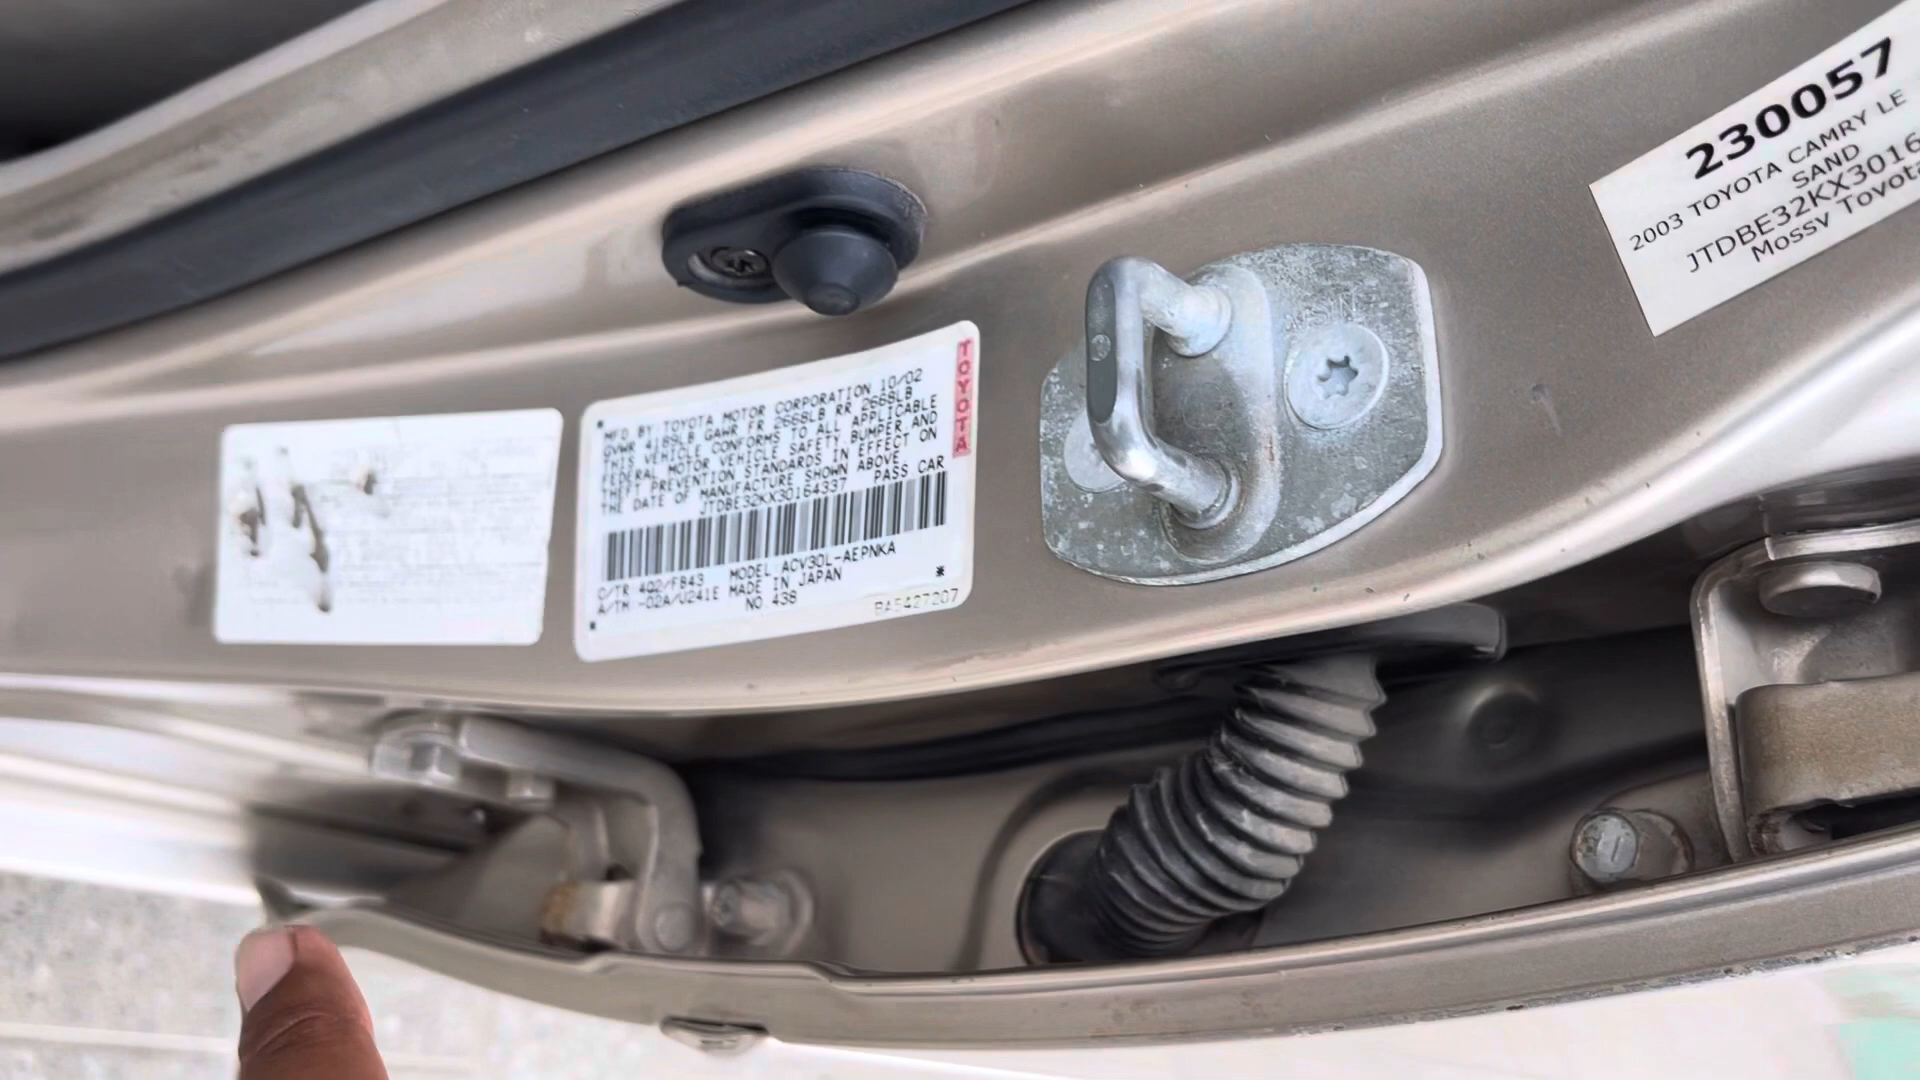 MFD BY: TOYOTA MOTOR CORPORATION 10/02
GVWR 4189LB GAWR FR 2668LB RR 2668LB
THIS VEHICLE CONFORMS TO ALL APPLICABLE
FEDERAL MOTOR VEHICLE SAFETY, BUMPER, AND
THEFT PREVENTION STANDARDS IN EFFECT ON
THE DATE OF MANUFACTURE SHOWN ABOVE.
JTDBE32KX30164337 PASS CAR
C/TR 4Q2/FB43 MODEL ACV30L-AEPNKA
A/TM -02A/U241E MADE IN JAPAN
NO.438
TOYOTA
230057
2003 TOYOTA CAMRY LE
SAND
JTDBE32KX3016
Mossy Toyota